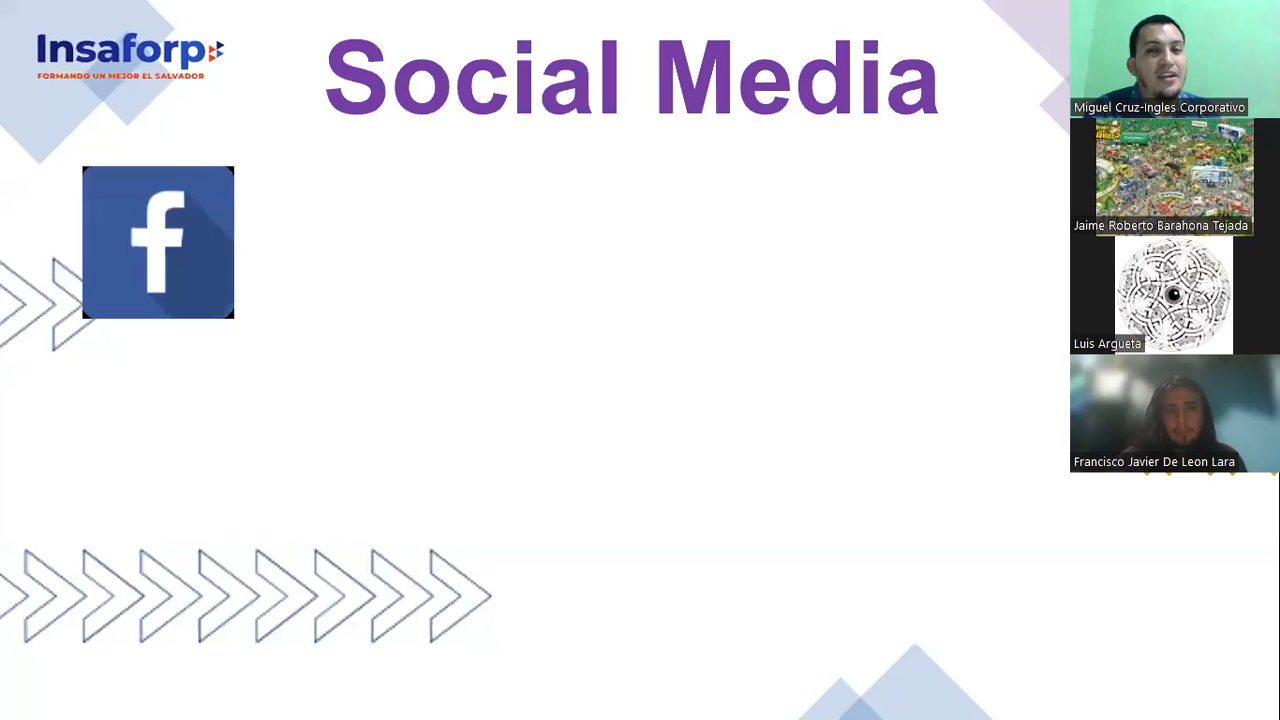 Insaforp
FORMANDO UN MEJOR EL SALVADOR
Social Media
f
Miguel Cruz-Ingles Corporativo
Jaime Roberto Barahona Tejada
Luis Argueta
Francisco Javier De Leon Lara